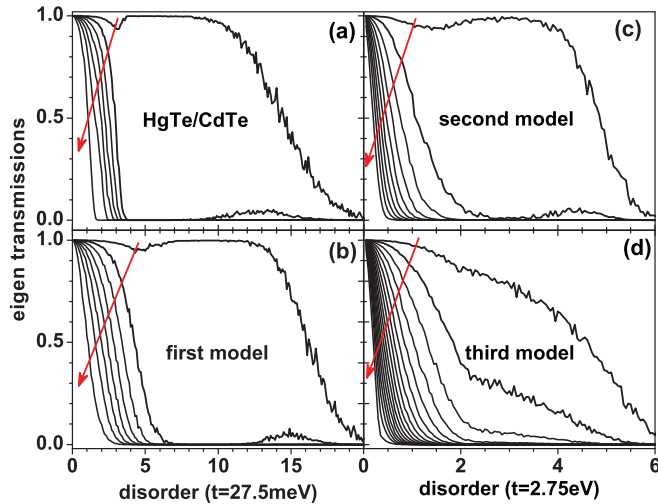 (a)
(c)
1.0
0.5
0.0
HgTe/CdTe
second model
eigen transmissions
(b)
(d)
1.0
0.5
0.0
first model
third model
0 5 10 15 0 2 4 6
disorder (t=27.5meV) disorder (t=2.75eV)